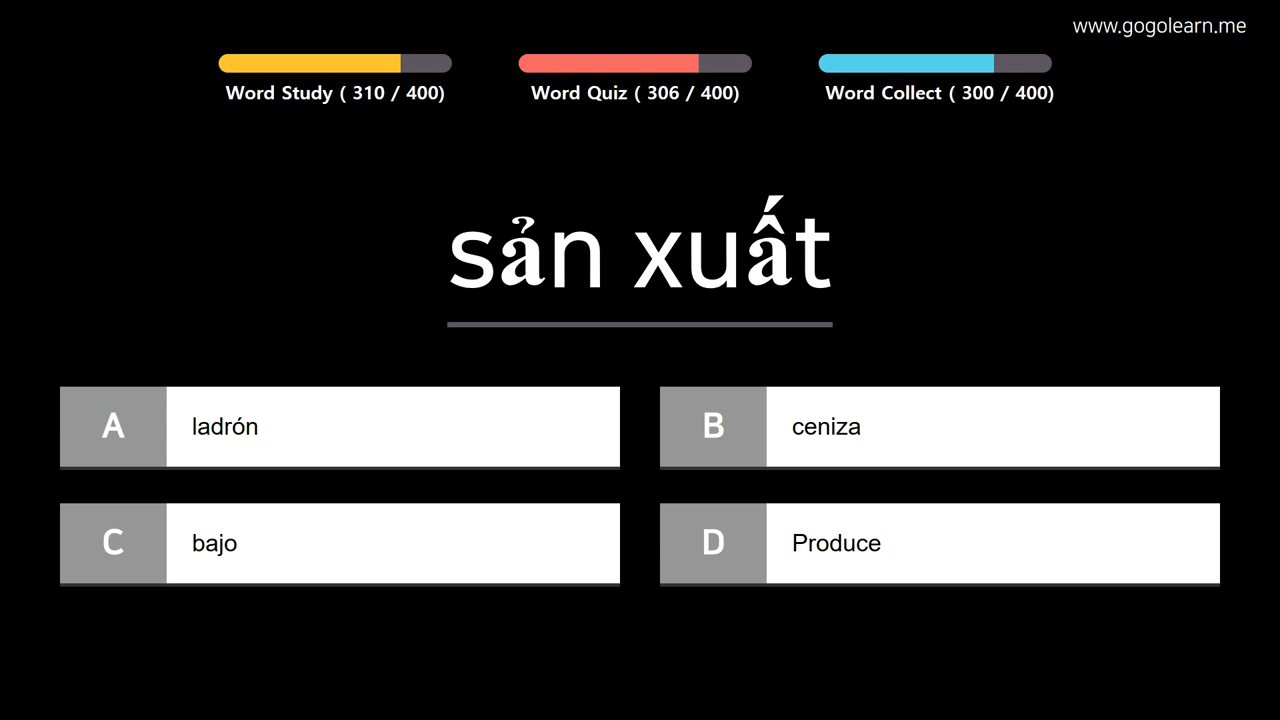 www.gogolearn.me
Word Study ( 310 / 400)
Word Quiz ( 306 / 400)
Word Collect ( 300 / 400)
sản xuất
A ladrón
B ceniza
C bajo
D Produce